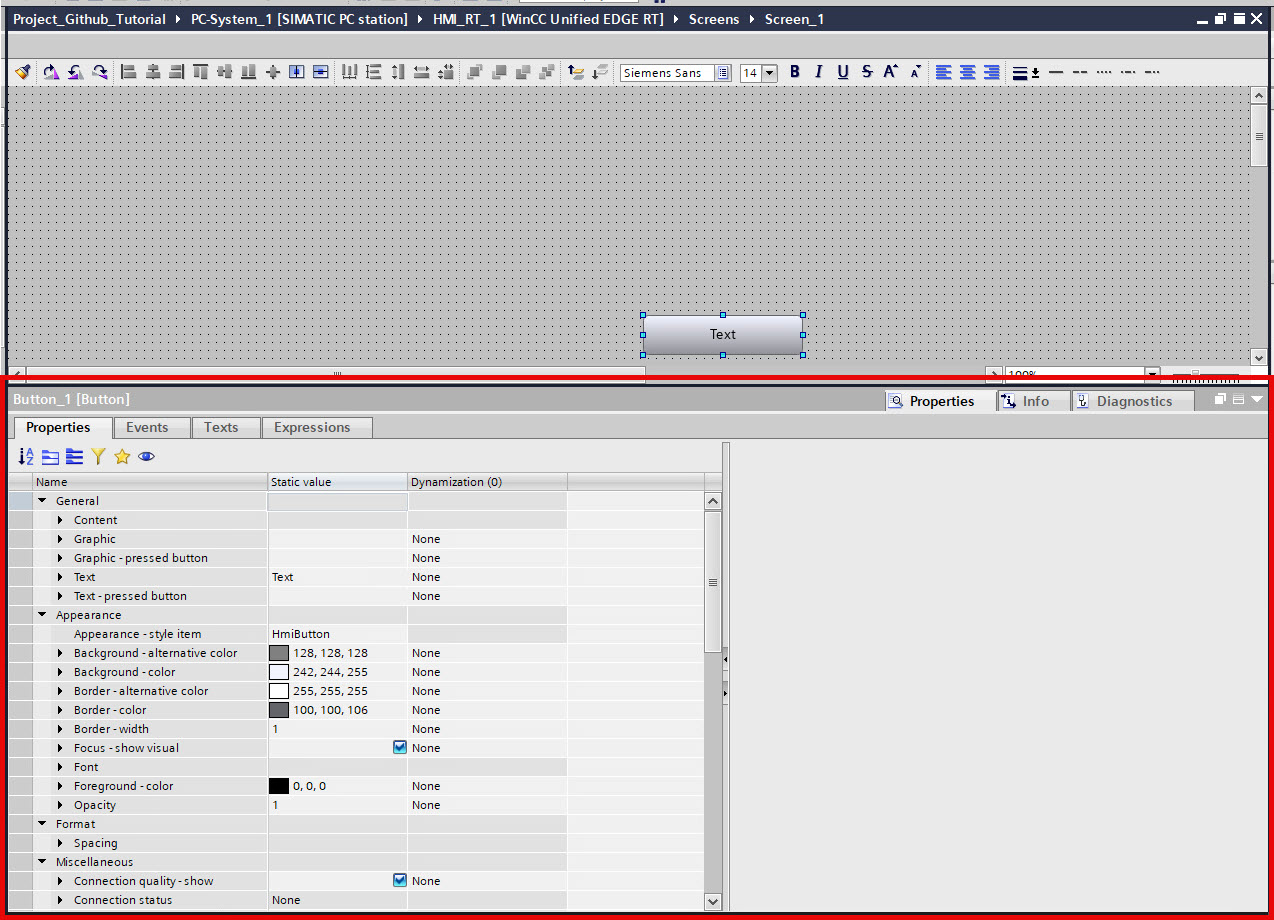 Project_Github_Tutorial ▸ PC-System_1 [SIMATIC PC station] ▸ HMI_RT_1 [WinCC Unified EDGE RT] ▸ Screens ▸ Screen_1
Siemens Sans 14 B I U S A A
Text
100%
Button_1 [Button] Properties Info Diagnostics
Properties Events Texts Expressions
Name Static value Dynamization (0)
General
Content
Graphic None
Graphic - pressed button None
Text Text None
Text - pressed button None
Appearance
Appearance - style item HmiButton
Background - alternative color 128, 128, 128 None
Background - color 242, 244, 255 None
Border - alternative color 255, 255, 255 None
Border - color 100, 100, 106 None
Border - width 1 None
Focus - show visual None
Font
Foreground - color 0, 0, 0 None
Opacity 1 None
Format
Spacing
Miscellaneous
Connection quality - show None
Connection status None